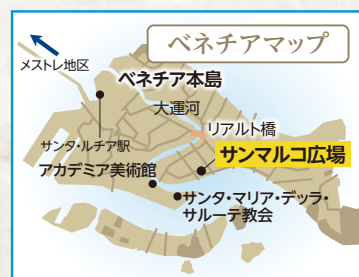 ベネチアマップ
メストレ地区
ベネチア本島
大運河
リアルト橋
サンタ・ルチア駅
サンマルコ広場
アカデミア美術館
サンタ・マリア・デッラ・
サルーテ教会